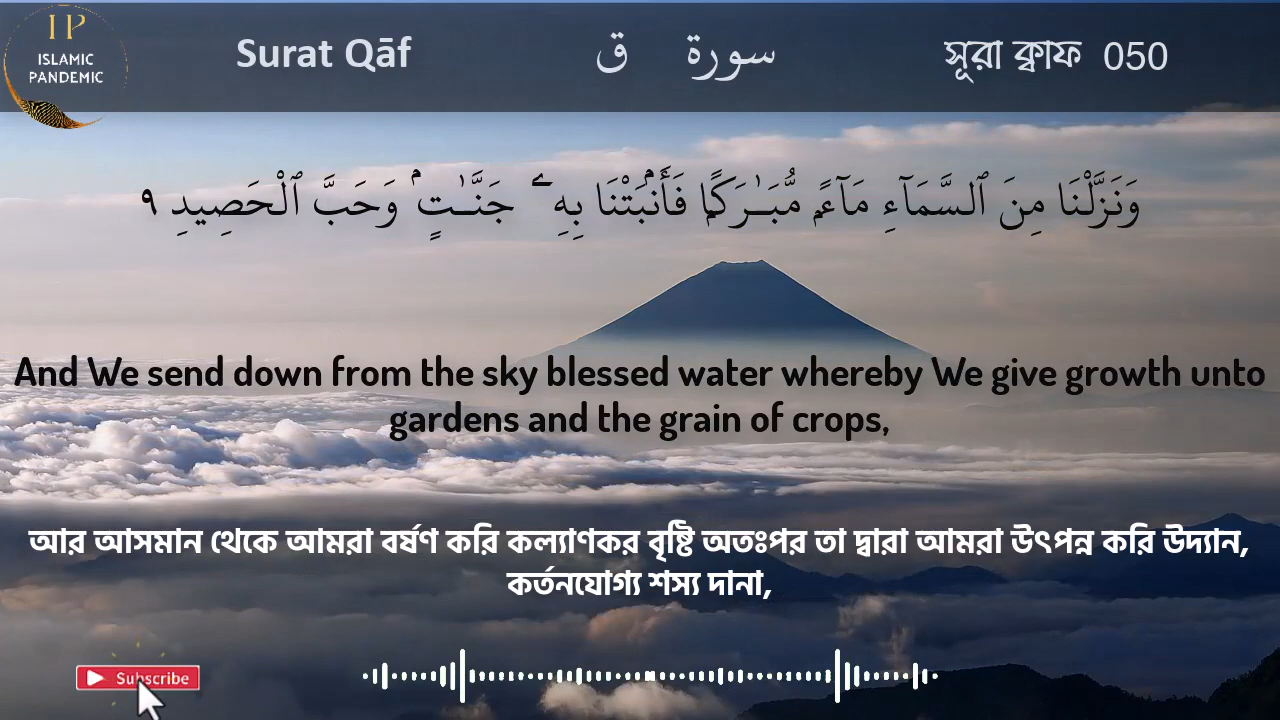 IP
ISLAMIC
PANDEMIC
Surat Qāf
سورة ق
সূরা ক্বাফ 050
وَنَزَّلْنَا مِنَ ٱلسَّمَآءِ مَآءًۭ مُّبَـٰرَكًۭا فَأَنۢبَتْنَا بِهِۦ جَنَّـٰتٍۢ وَحَبَّ ٱلْحَصِيدِ ٩
And We send down from the sky blessed water whereby We give growth unto
gardens and the grain of crops,
আর আসমান থেকে আমরা বর্ষণ করি কল্যাণকর বৃষ্টি অতঃপর তা দ্বারা আমরা উৎপন্ন করি উদ্যান,
কর্তনযোগ্য শস্য দানা,
Subscribe